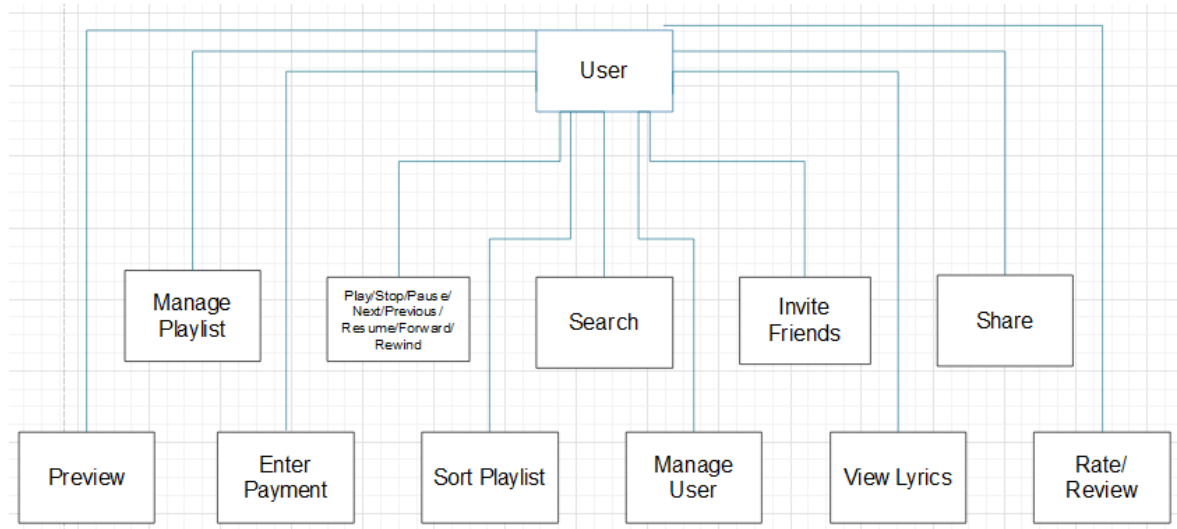 User
Manage
Playlist
Play/Stop/Pause/
Next/Previous/
Resume/Forward/
Rewind
Search
Invite
Friends
Share
Preview
Enter
Payment
Sort Playlist
Manage
User
View Lyrics
Rate/
Review